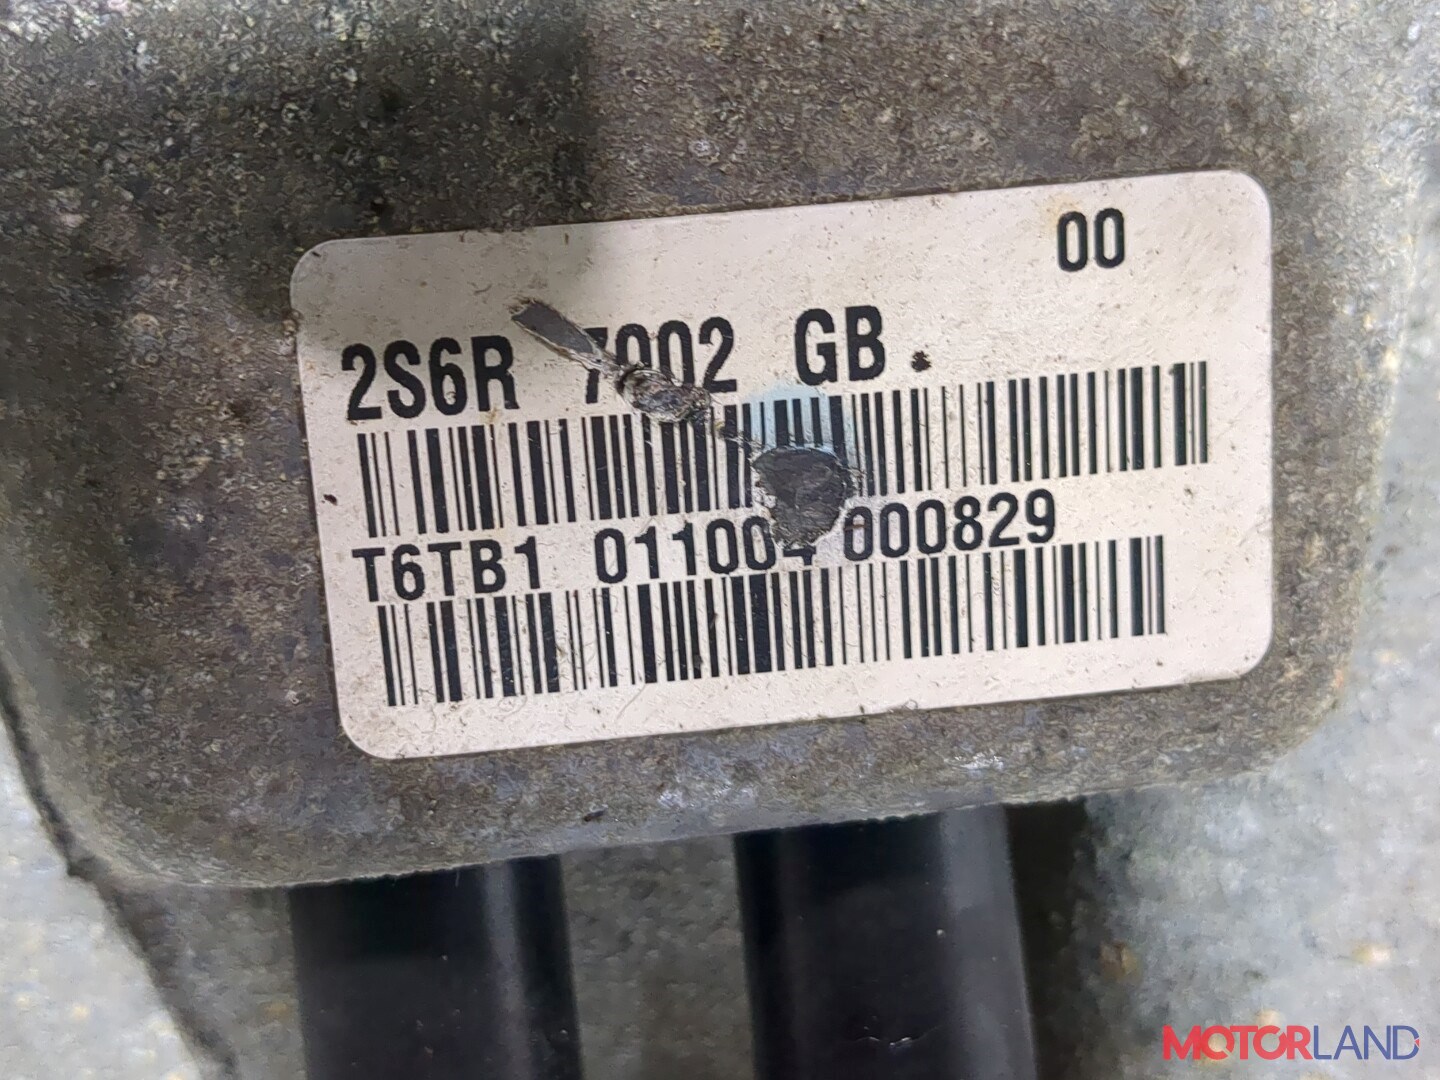 00
2S6R 7002 GB.
T6TB1 011004 000829
MOTORLAND